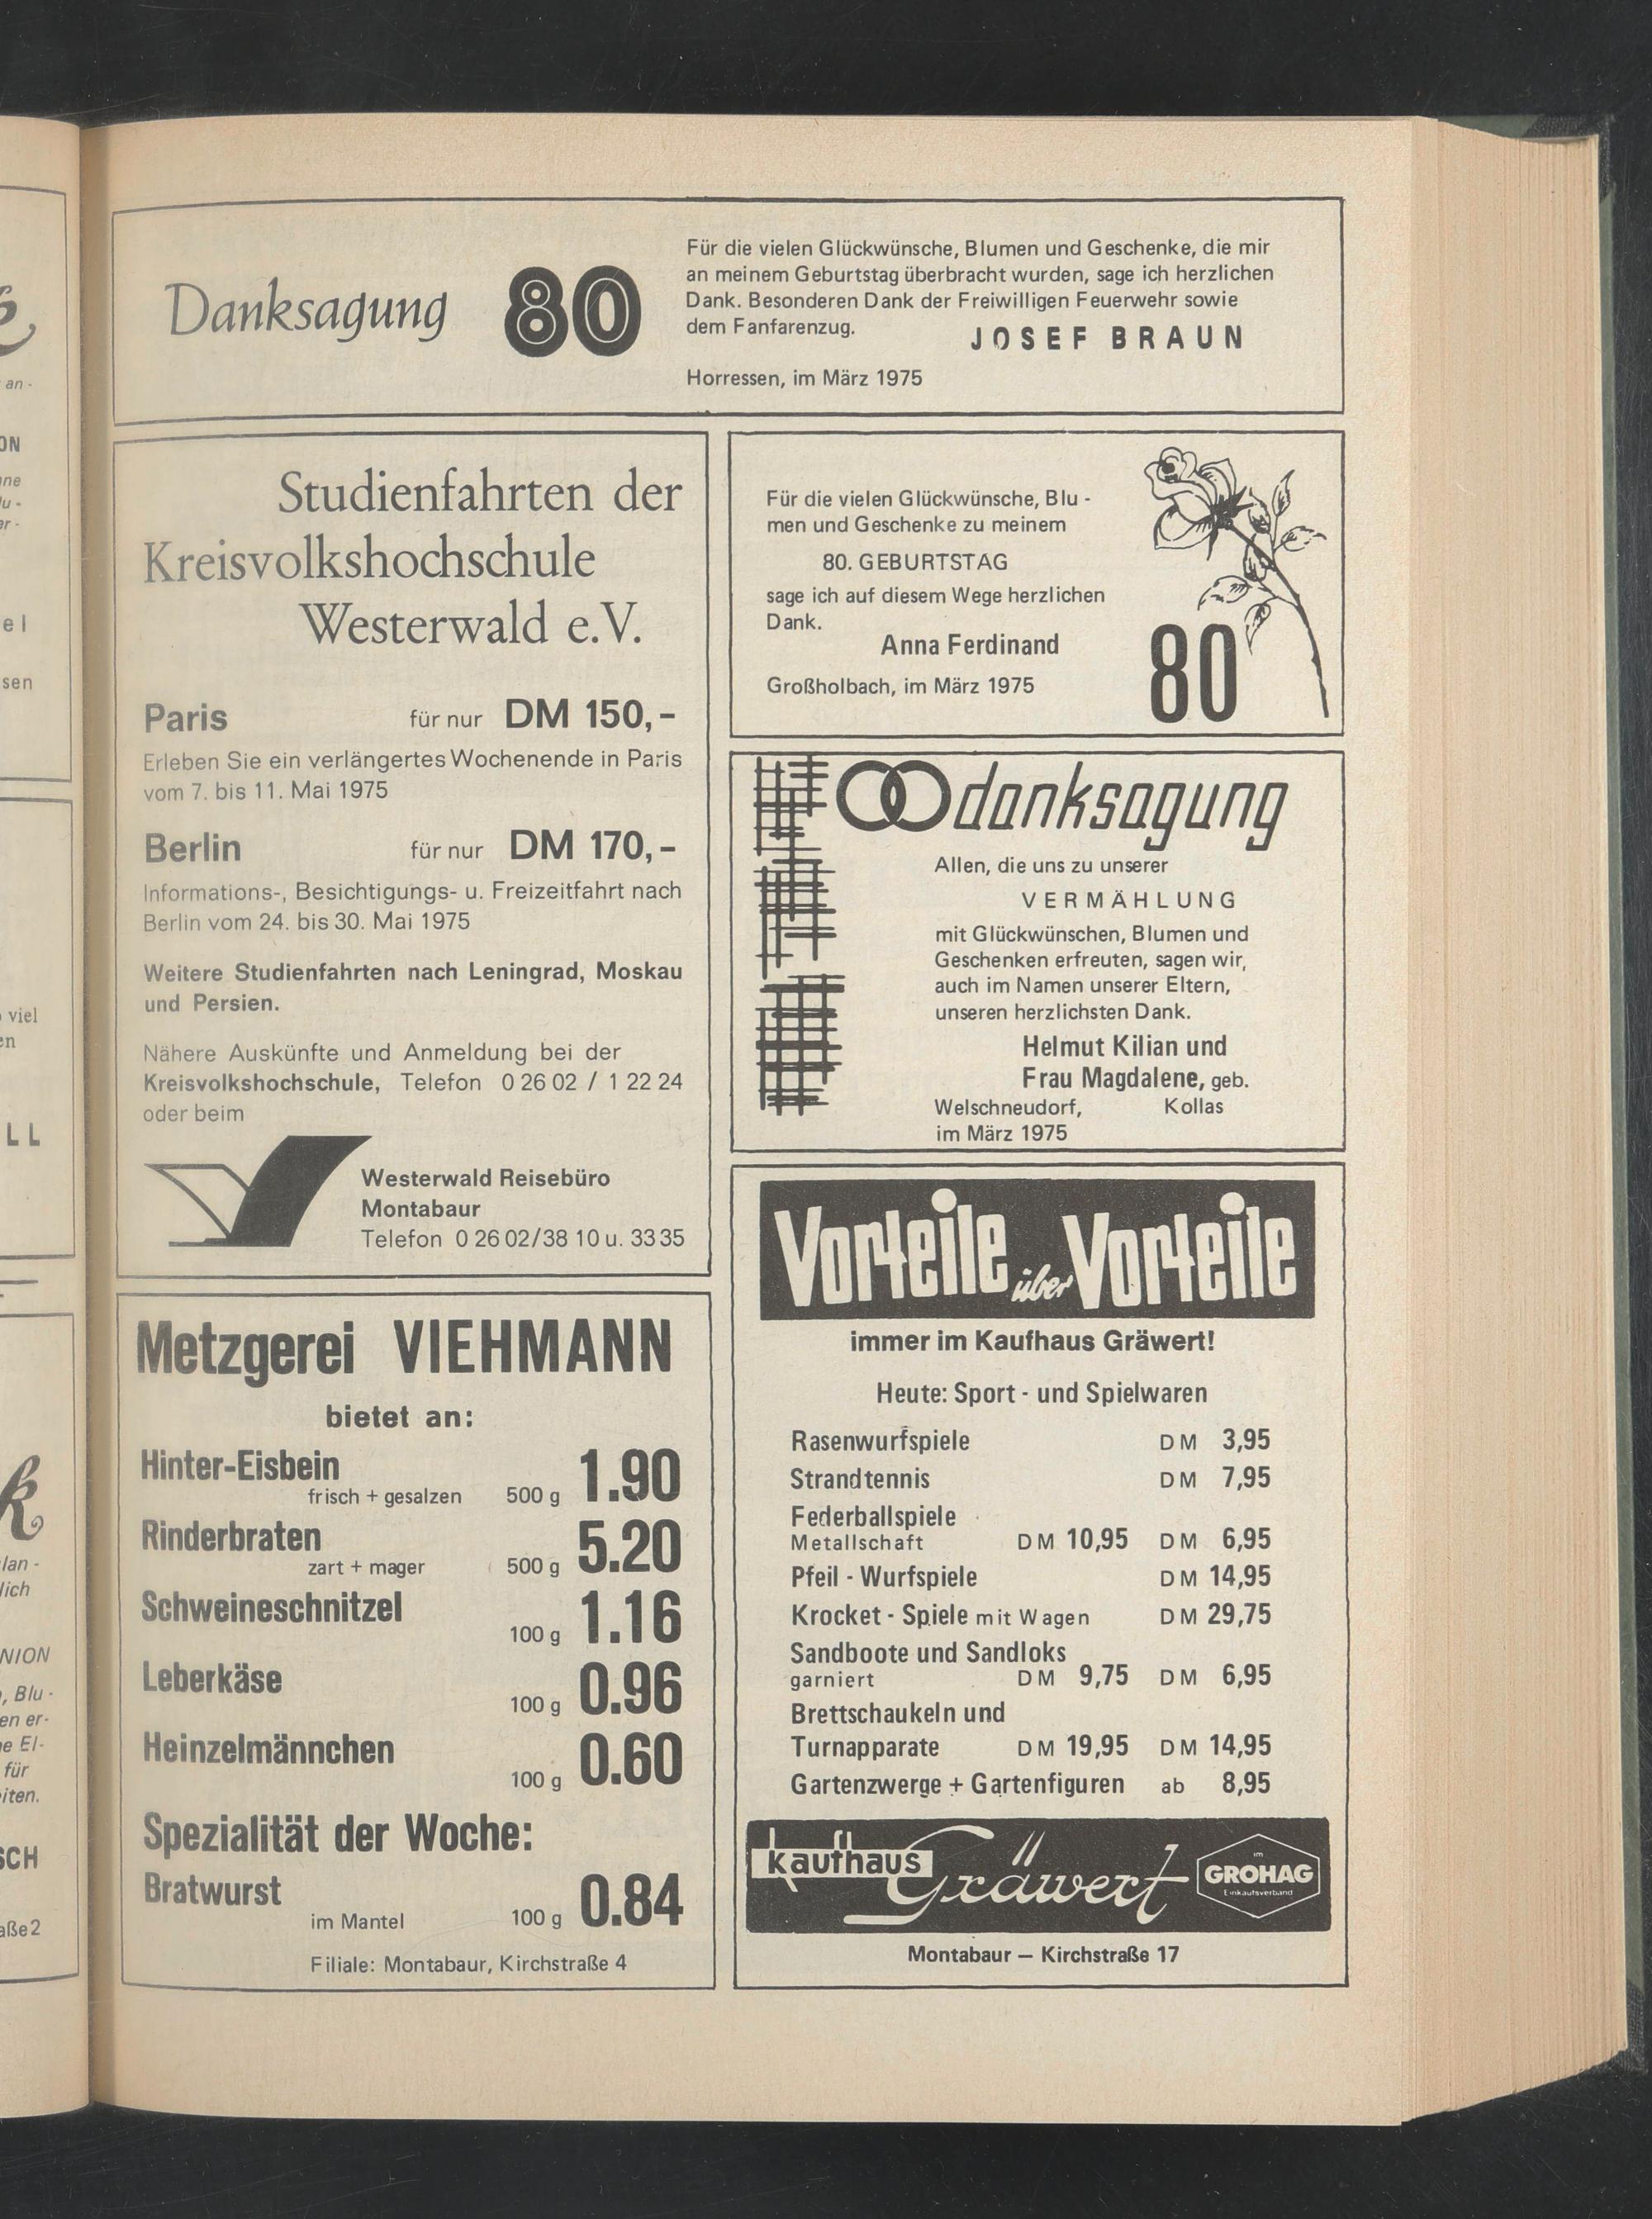 Danksagung 80
Für die vielen Glückwünsche, Blumen und Geschenke, die mir
an meinem Geburtstag überbracht wurden, sage ich herzlichen
Dank. Besonderen Dank der Freiwilligen Feuerwehr sowie
dem Fanfarenzug.
JOSEF BRAUN
Horressen, im März 1975
Studienfahrten der
Kreisvolkshochschule
Westerwald e.V.
Paris für nur DM 150,-
Erleben Sie ein verlängertes Wochenende in Paris
vom 7. bis 11. Mai 1975
Berlin für nur DM 170,-
Informations-, Besichtigungs- u. Freizeitfahrt nach
Berlin vom 24. bis 30. Mai 1975
Weitere Studienfahrten nach Leningrad, Moskau
und Persien.
Nähere Auskünfte und Anmeldung bei der
Kreisvolkshochschule, Telefon 0 26 02 / 1 22 24
oder beim
Westerwald Reisebüro
Montabaur
Telefon 0 26 02/38 10 u. 33 35
Metzgerei VIEHMANN
bietet an:
Hinter-Eisbein
frisch + gesalzen 500 g 1.90
Rinderbraten
zart + mager 500 g 5.20
Schweineschnitzel
100 g 1.16
Leberkäse
100 g 0.96
Heinzelmännchen
100 g 0.60
Spezialität der Woche:
Bratwurst
im Mantel 100 g 0.84
Filiale: Montabaur, Kirchstraße 4
Für die vielen Glückwünsche, Blu -
men und Geschenke zu meinem
80. GEBURTSTAG
sage ich auf diesem Wege herzlichen
Dank.
Anna Ferdinand
Großholbach, im März 1975
80
danksagung
Allen, die uns zu unserer
VERMÄHLUNG
mit Glückwünschen, Blumen und
Geschenken erfreuten, sagen wir,
auch im Namen unserer Eltern,
unseren herzlichsten Dank.
Helmut Kilian und
Frau Magdalene, geb.
Welschneudorf, Kollas
im März 1975
Vorteile über Vorteile
immer im Kaufhaus Gräwert!
Heute: Sport - und Spielwaren
Rasenwurfspiele DM 3,95
Strandtennis DM 7,95
Federballspiele
Metallschaft DM 10,95 DM 6,95
Pfeil - Wurfspiele DM 14,95
Krocket - Spiele mit Wagen DM 29,75
Sandboote und Sandloks
garniert DM 9,75 DM 6,95
Brettschaukeln und
Turnapparate DM 19,95 DM 14,95
Gartenzwerge + Gartenfiguren ab 8,95
kaufhaus Gräwert
im
GROHAG
Einkaufsverband
Montabaur — Kirchstraße 17